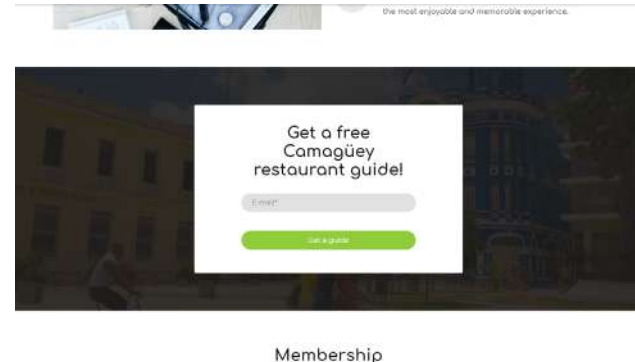 the most enjoyable and memorable experience.
Get a free
Camagüey
restaurant guide!
E-mail*
Get a guide
Membership